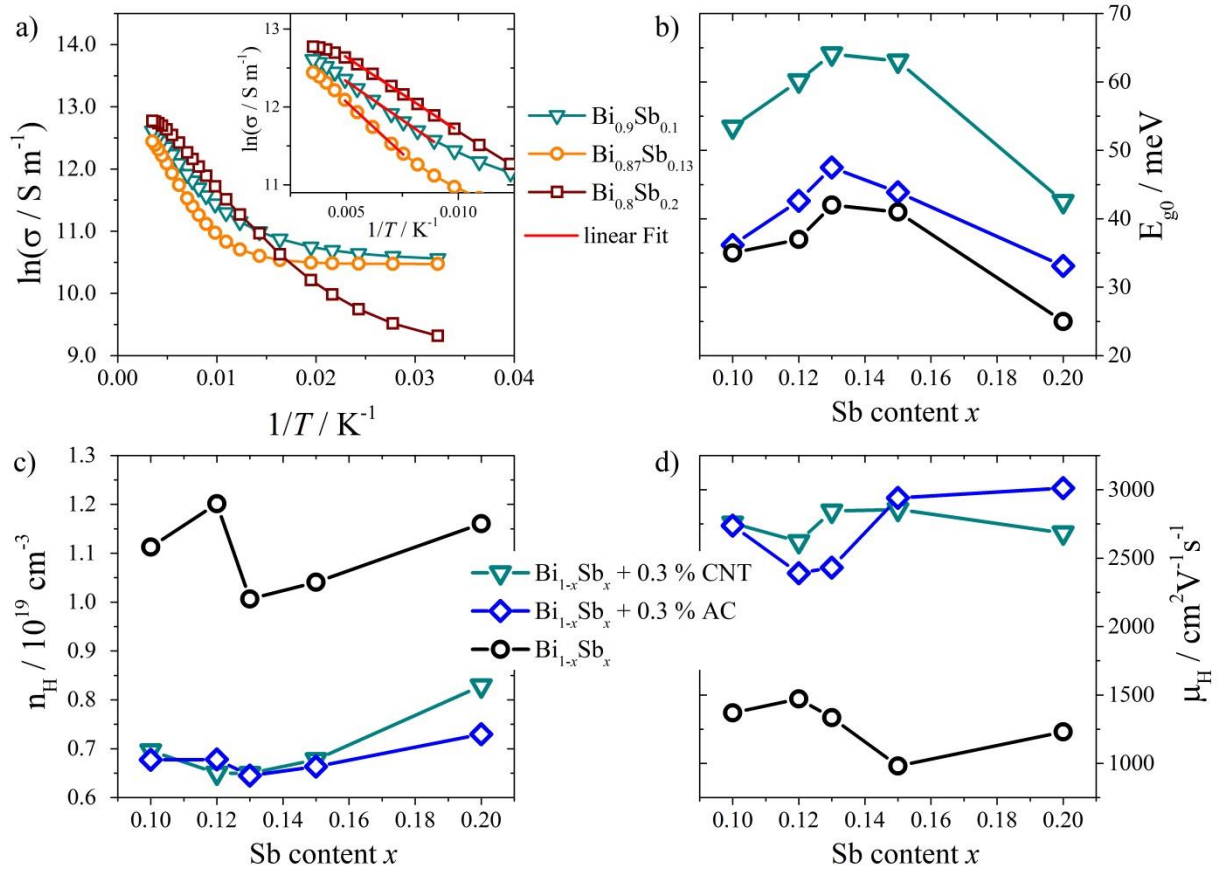 a)
14.0
13.0
12.0
11.0
10.0
9.0
ln(σ / S m⁻¹)
0.00 0.01 0.02 0.03 0.04
1/T / K⁻¹
13
12
11
ln(σ / S m⁻¹)
0.005 0.010
1/T / K⁻¹
Bi₀.₉Sb₀.₁
Bi₀.₈₇Sb₀.₁₃
Bi₀.₈Sb₀.₂
linear Fit
b)
70
60
50
40
30
20
E_g0 / meV
0.10 0.12 0.14 0.16 0.18 0.20
Sb content x
c)
1.3
1.2
1.1
1.0
0.9
0.8
0.7
0.6
n_H / 10¹⁹ cm⁻³
0.10 0.12 0.14 0.16 0.18 0.20
Sb content x
Bi₁₋ₓSbₓ + 0.3 % CNT
Bi₁₋ₓSbₓ + 0.3 % AC
Bi₁₋ₓSbₓ
d)
3000
2500
2000
1500
1000
μ_H / cm²V⁻¹s⁻¹
0.10 0.12 0.14 0.16 0.18 0.20
Sb content x